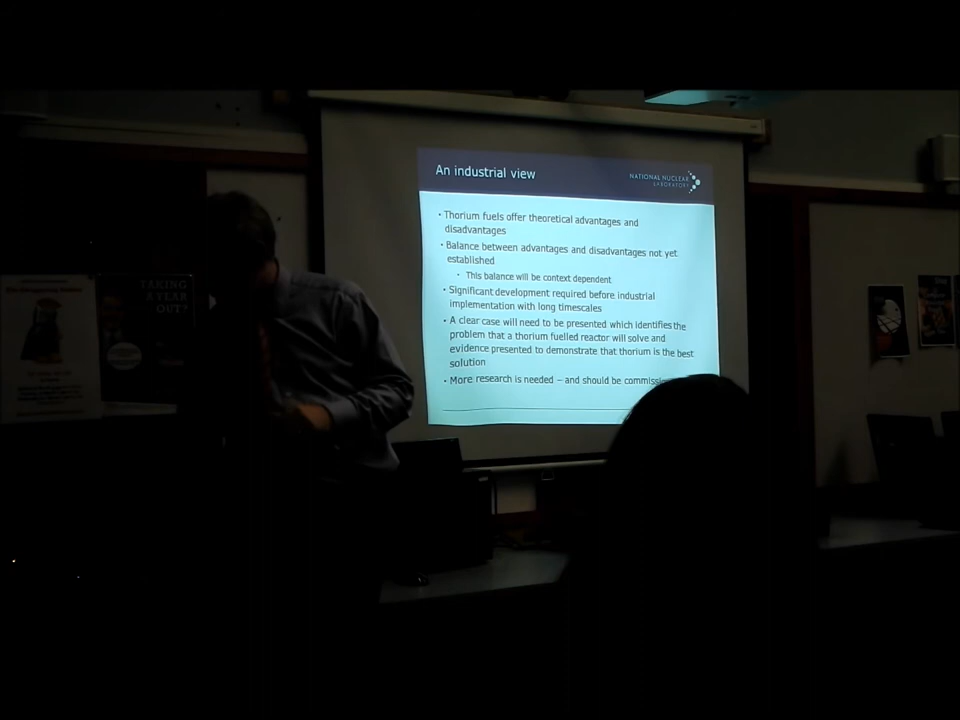 An industrial view
NATIONAL NUCLEAR
LABORATORY
• Thorium fuels offer theoretical advantages and
disadvantages
• Balance between advantages and disadvantages not yet
established
• This balance will be context dependent
• Significant development required before industrial
implementation with long timescales
• A clear case will need to be presented which identifies the
problem that a thorium fuelled reactor will solve and
evidence presented to demonstrate that thorium is the best
solution
• More research is needed – and should be
TAKING
A YEAR
OUT?